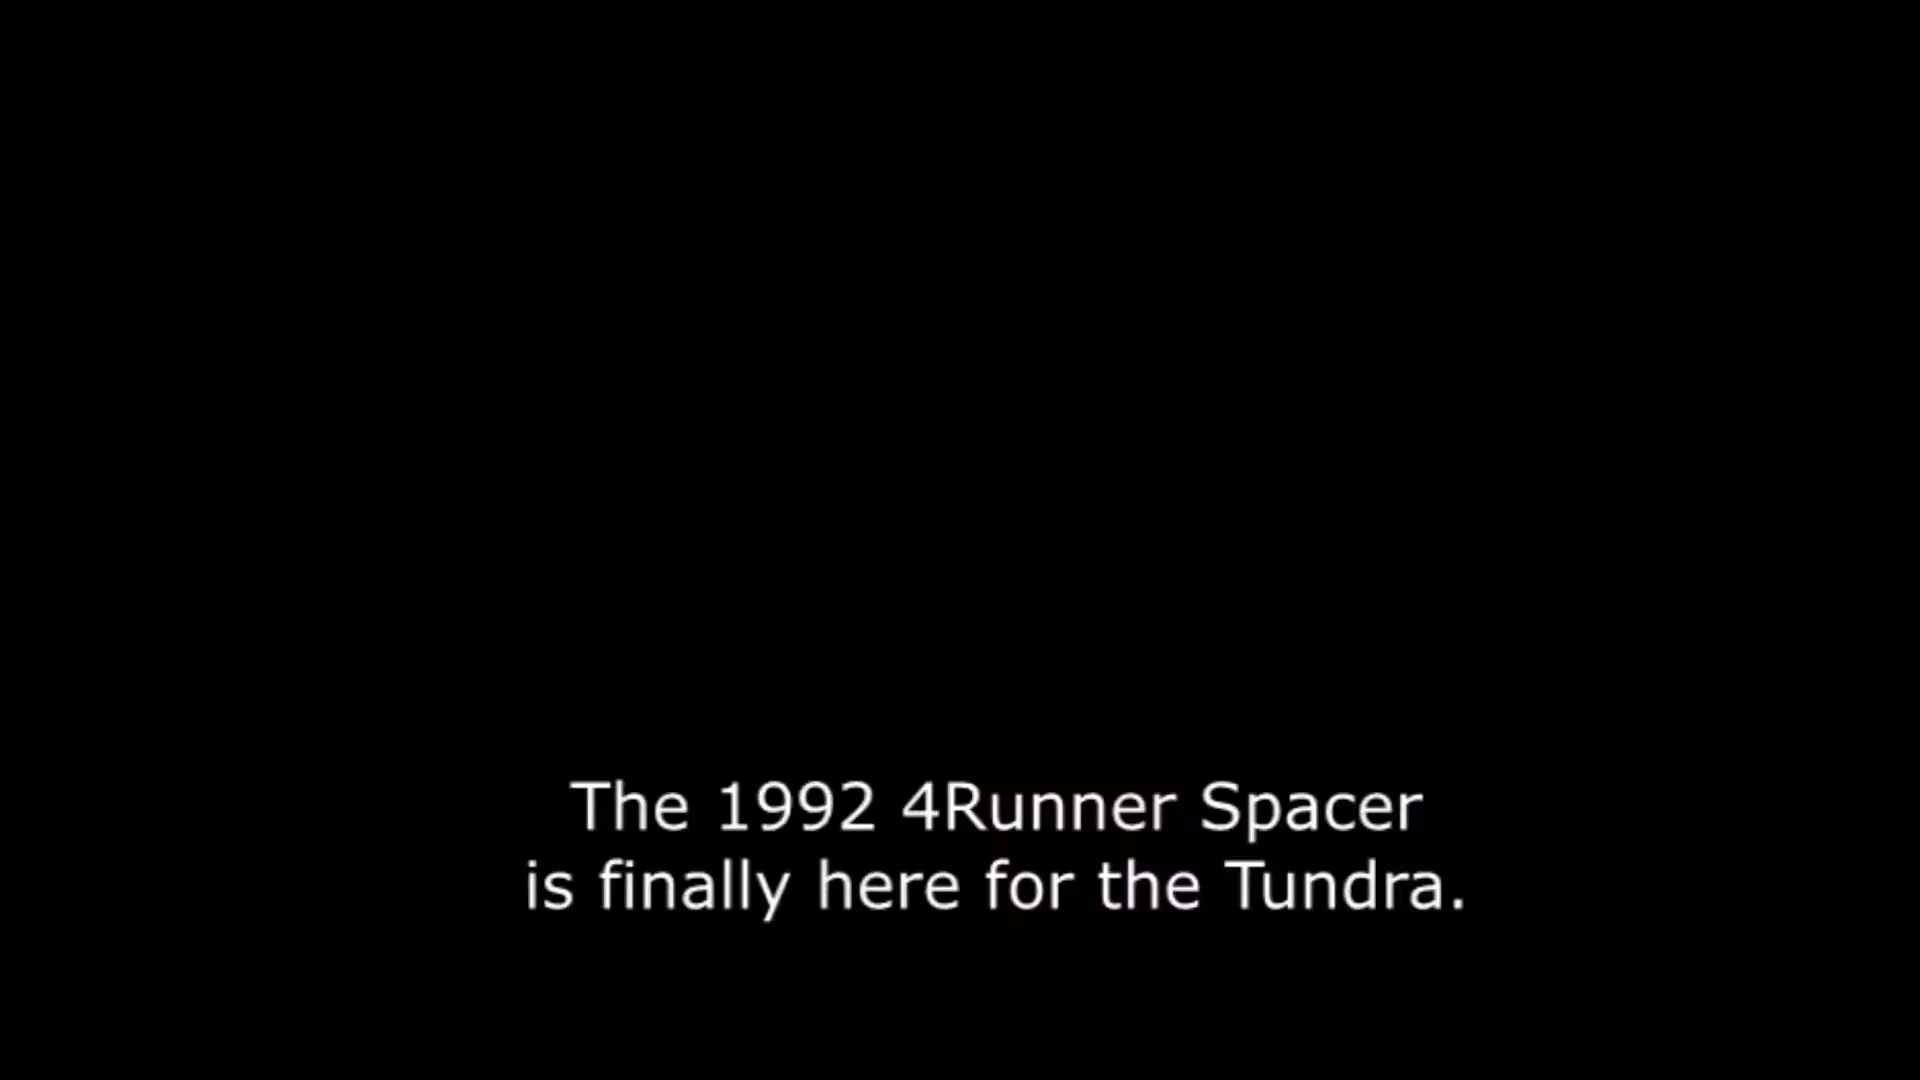 The 1992 4Runner Spacer
is finally here for the Tundra.